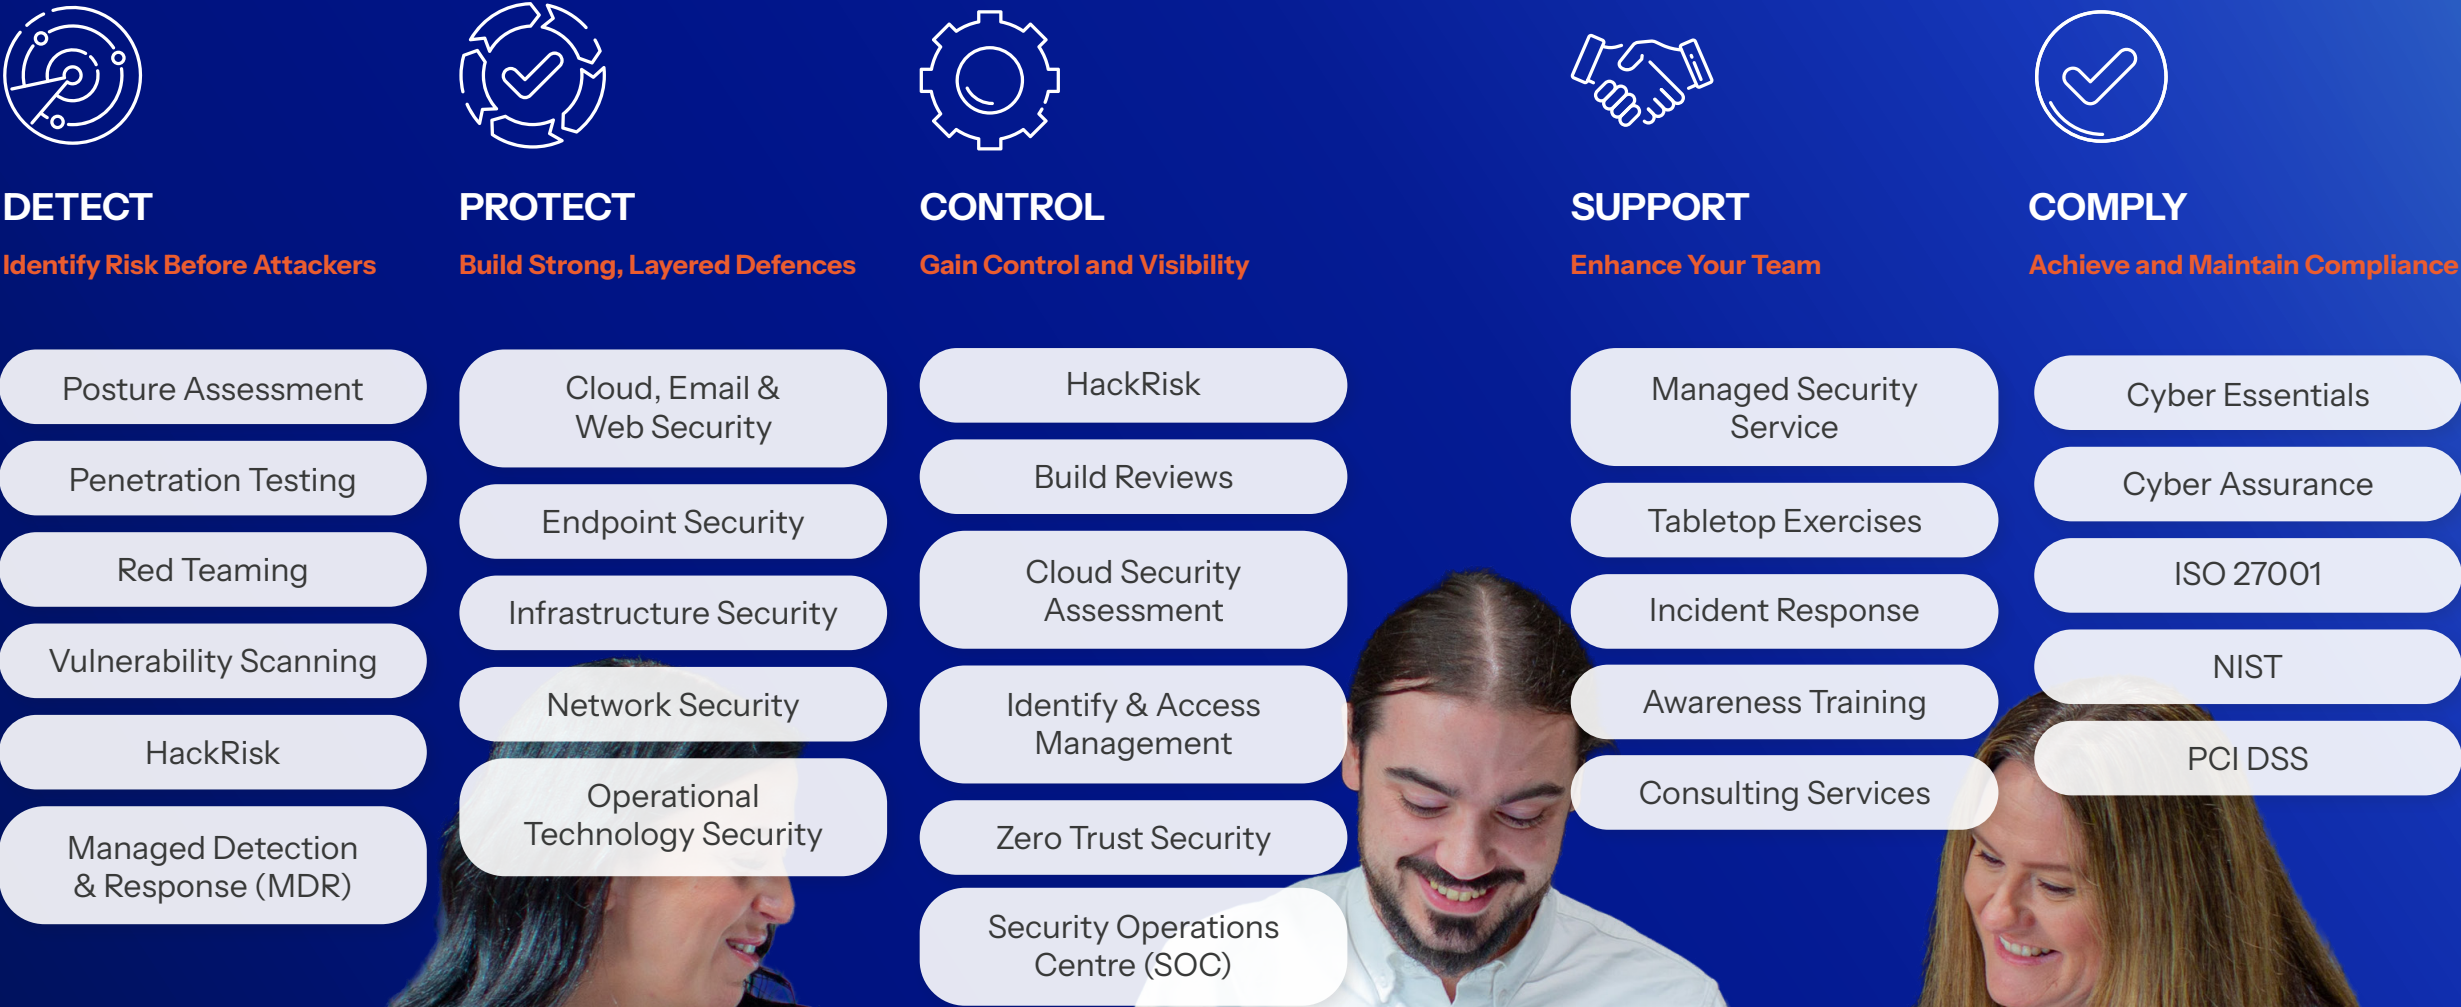 DETECT
Identify Risk Before Attackers
Posture Assessment
Penetration Testing
Red Teaming
Vulnerability Scanning
HackRisk
Managed Detection
& Response (MDR)
PROTECT
Build Strong, Layered Defences
Cloud, Email &
Web Security
Endpoint Security
Infrastructure Security
Network Security
Operational
Technology Security
CONTROL
Gain Control and Visibility
HackRisk
Build Reviews
Cloud Security
Assessment
Identify & Access
Management
Zero Trust Security
Security Operations
Centre (SOC)
SUPPORT
Enhance Your Team
Managed Security
Service
Tabletop Exercises
Incident Response
Awareness Training
Consulting Services
COMPLY
Achieve and Maintain Compliance
Cyber Essentials
Cyber Assurance
ISO 27001
NIST
PCI DSS